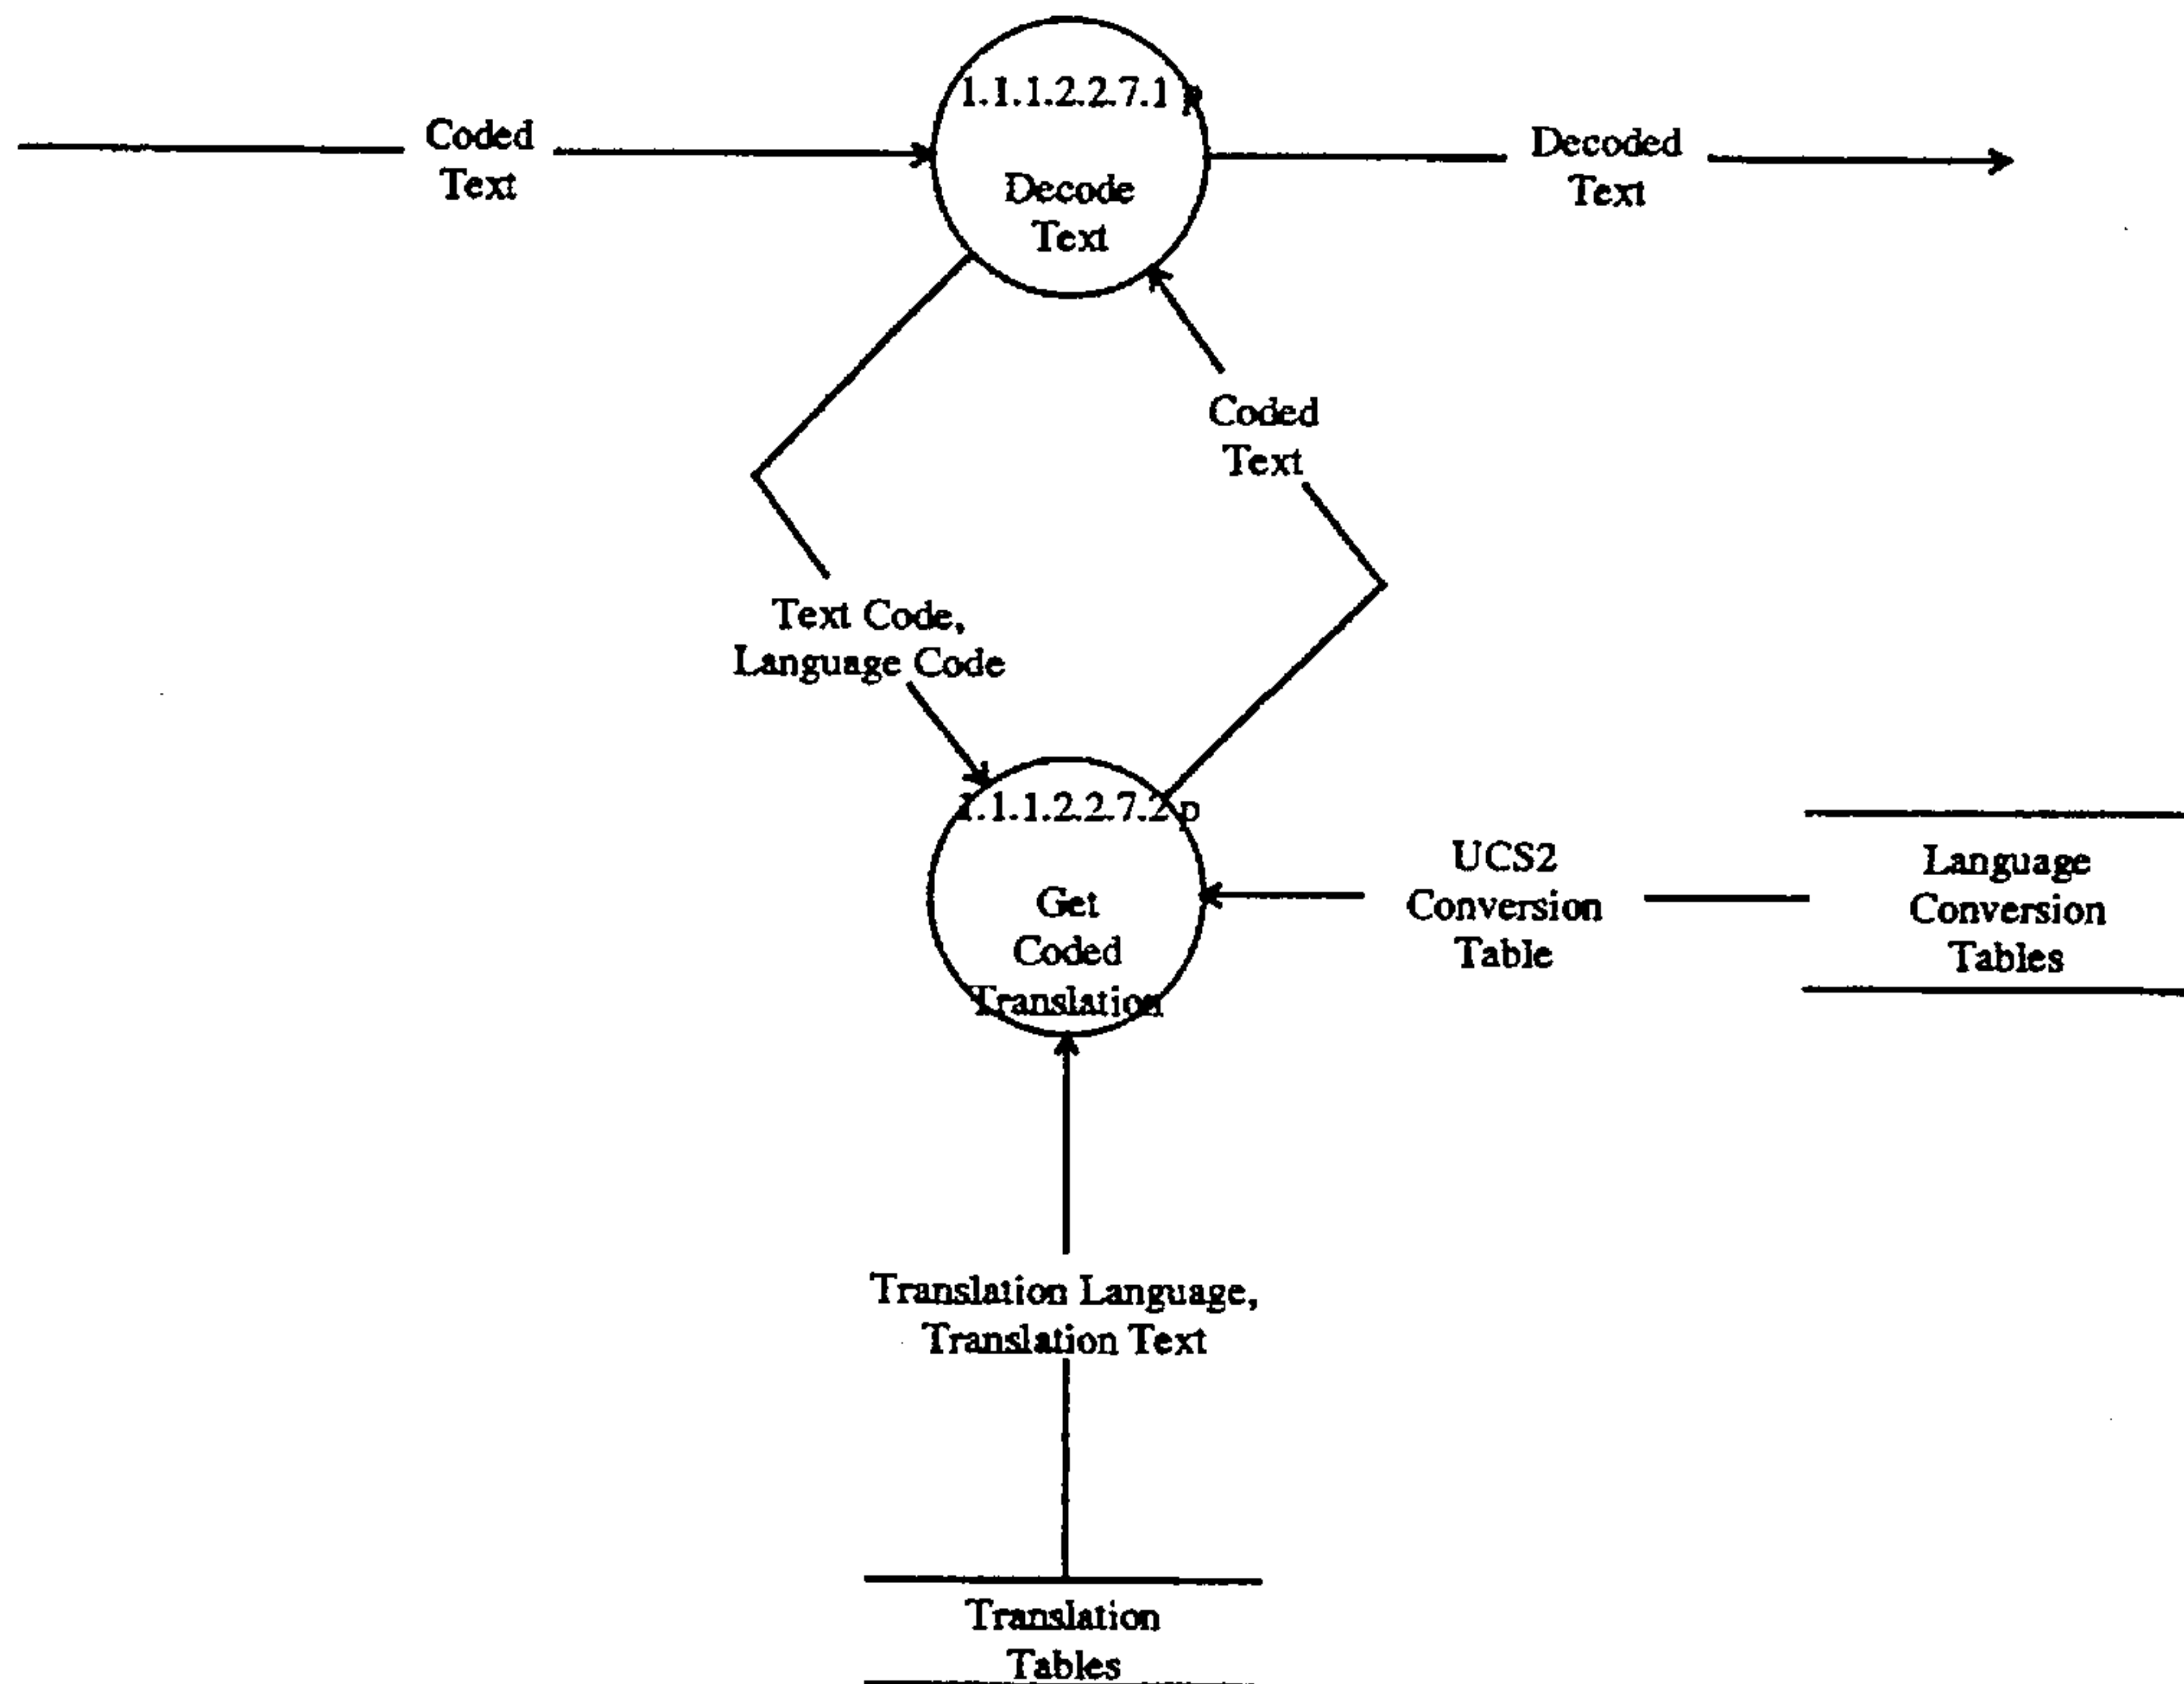 1.1.1.2.2.7.1 p
Coded
Text
Decode
Text
Decoded
Text
Coded
Text
Text Code,
Language Code
1.1.1.2.2.7.2 p
Get
Coded
Translation
UCS2
Conversion
Table
Language
Conversion
Tables
Translation Language,
Translation Text
Translation
Tables